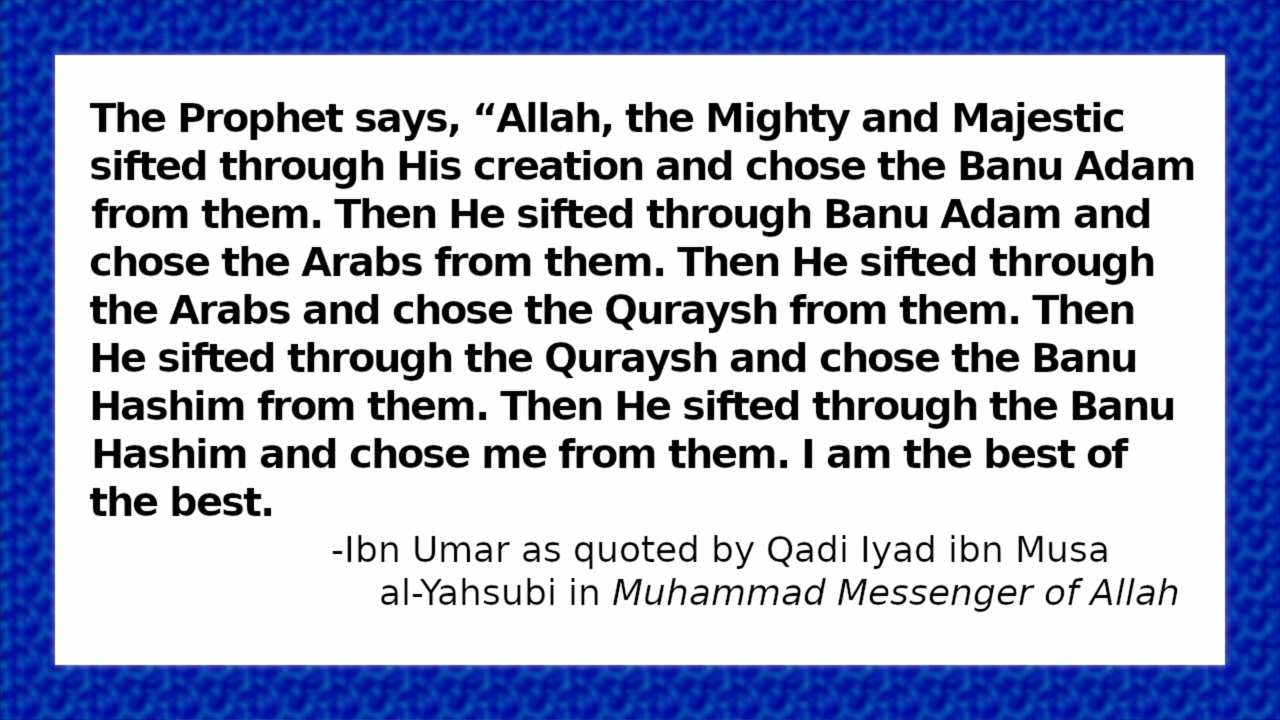 The Prophet says, “Allah, the Mighty and Majestic
sifted through His creation and chose the Banu Adam
from them. Then He sifted through Banu Adam and
chose the Arabs from them. Then He sifted through
the Arabs and chose the Quraysh from them. Then
He sifted through the Quraysh and chose the Banu
Hashim from them. Then He sifted through the Banu
Hashim and chose me from them. I am the best of
the best.
-Ibn Umar as quoted by Qadi Iyad ibn Musa
al-Yahsubi in Muhammad Messenger of Allah